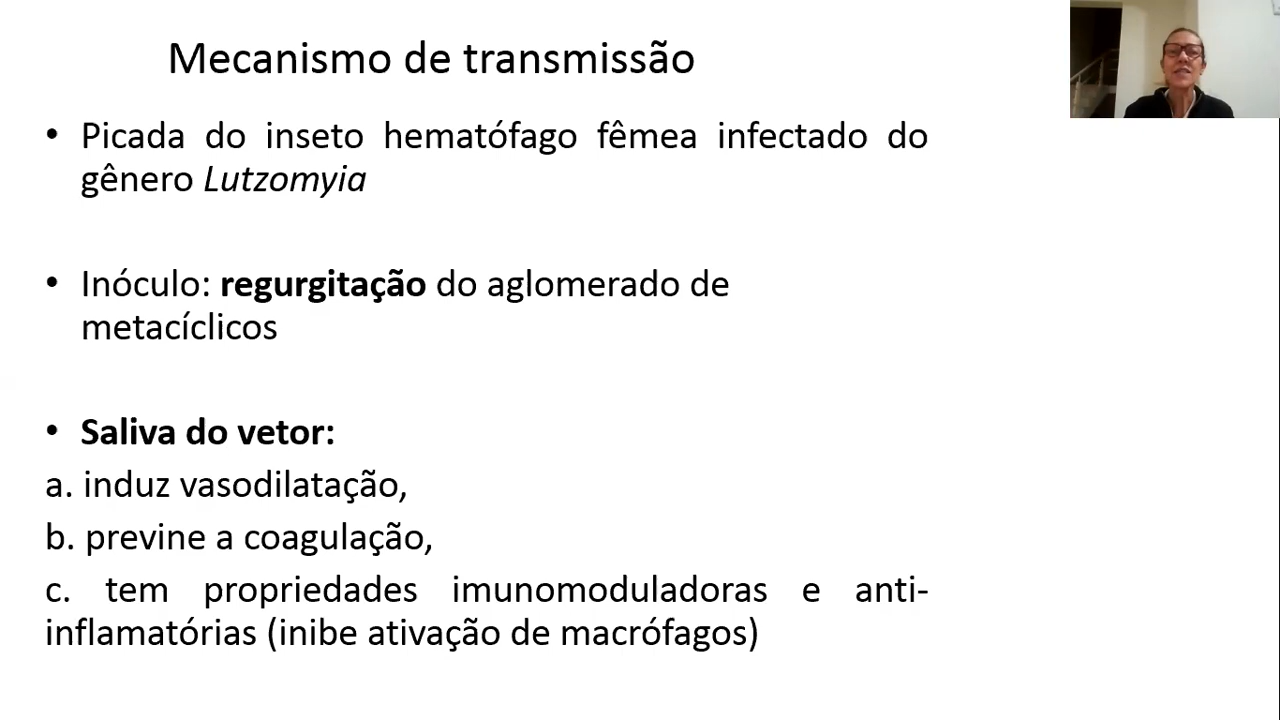 Mecanismo de transmissão
• Picada do inseto hematófago fêmea infectado do
gênero Lutzomyia
• Inóculo: regurgitação do aglomerado de
metacíclicos
• Saliva do vetor:
a. induz vasodilatação,
b. previne a coagulação,
c. tem propriedades imunomoduladoras e anti-
inflamatórias (inibe ativação de macrófagos)